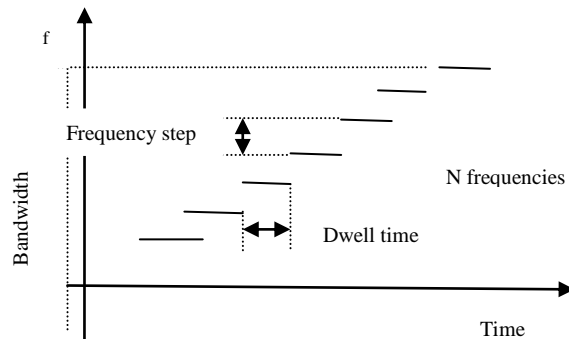 f
Frequency step
N frequencies
Bandwidth
Dwell time
Time